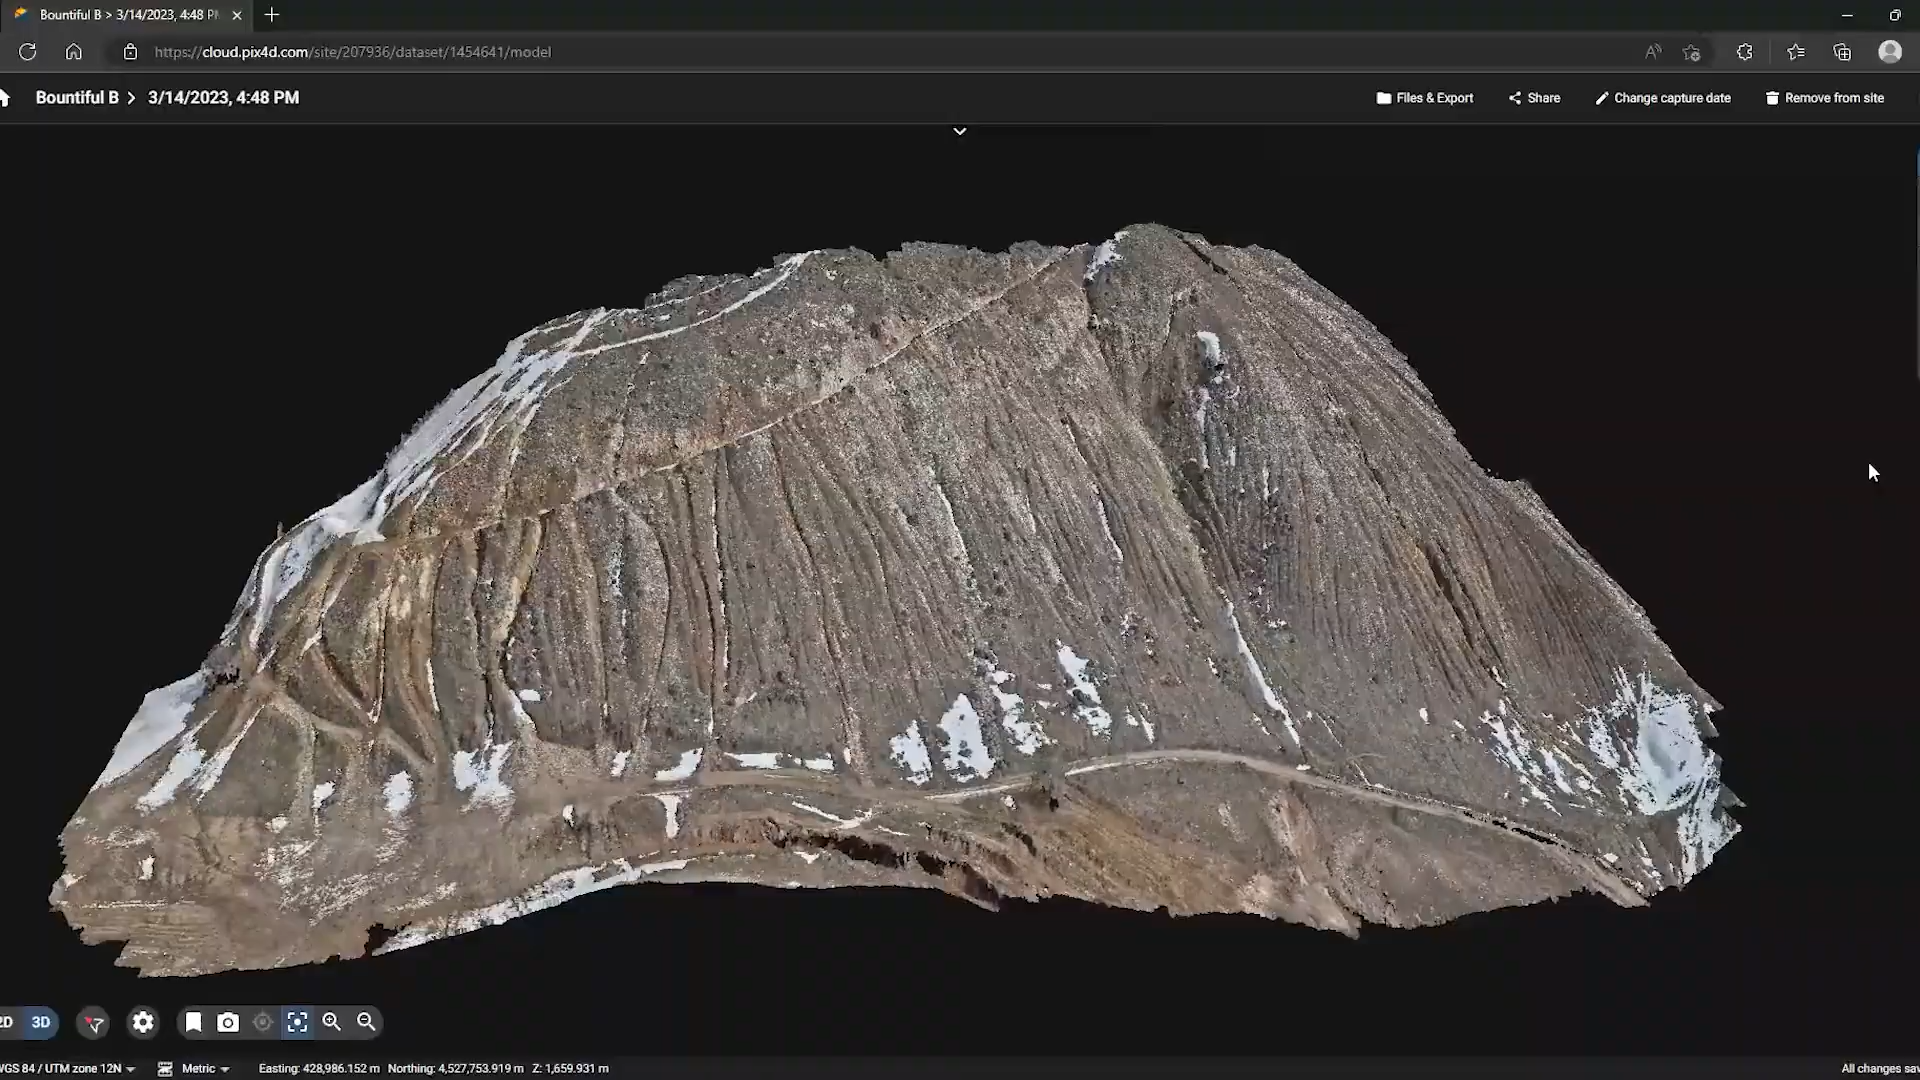 Bountiful B > 3/14/2023, 4:48 PM
https://cloud.pix4d.com/site/207936/dataset/1454641/model
Bountiful B > 3/14/2023, 4:48 PM
Files & Export
Share
Change capture date
Remove from site
2D
3D
WGS 84 / UTM zone 12N
Metric
Easting: 428,986.152 m Northing: 4,527,753.919 m Z: 1,659.931 m
All changes sav